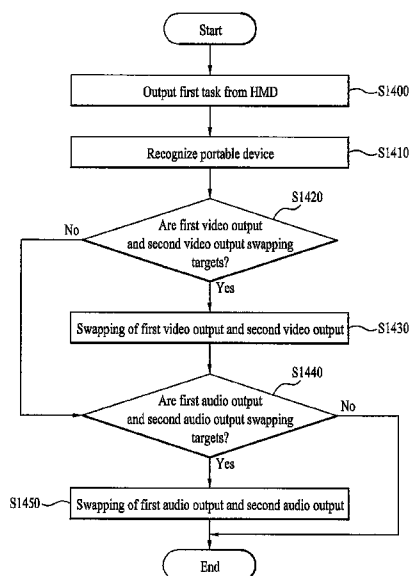 Start
Output first task from HMD
S1400
Recognize portable device
S1410
S1420
Are first video output
and second video output swapping
targets?
No
Yes
Swapping of first video output and second video output
S1430
S1440
Are first audio output
and second audio output swapping
targets?
No
Yes
S1450
Swapping of first audio output and second audio output
End